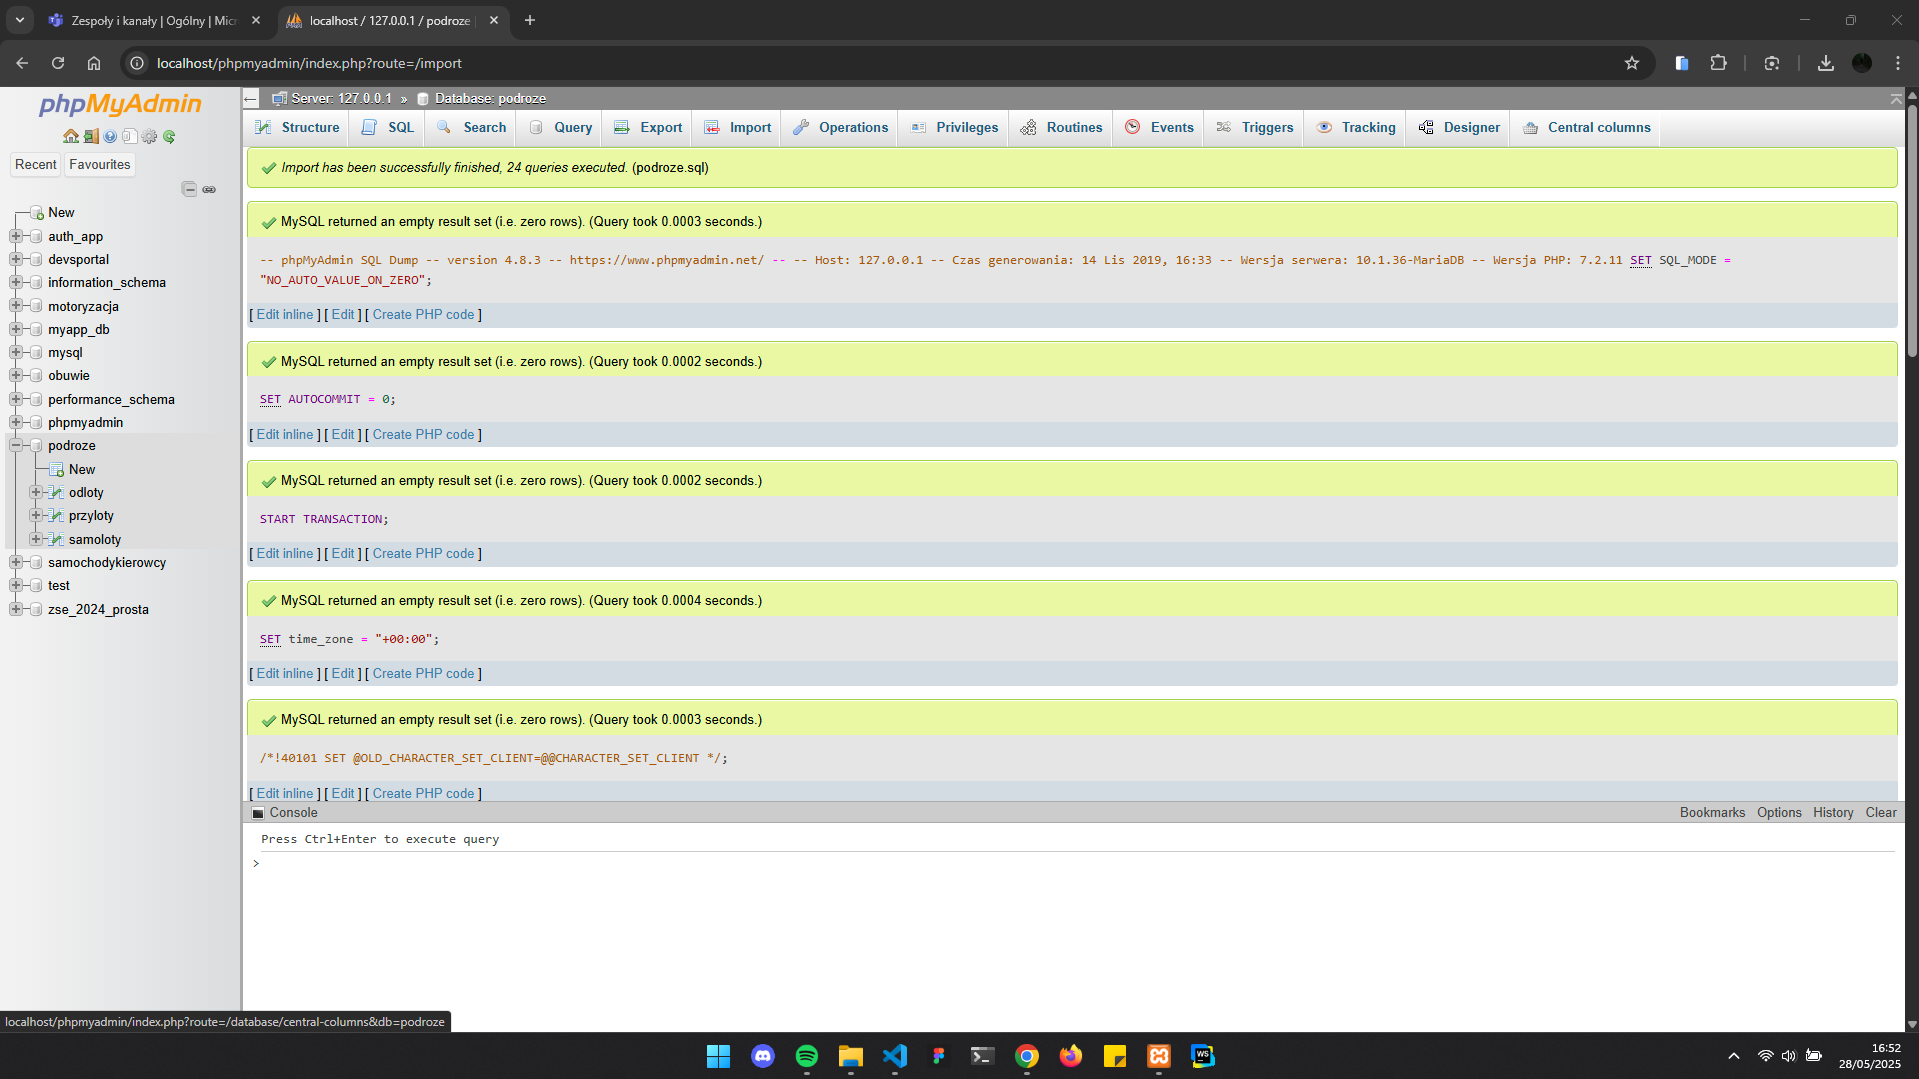 Zespoły i kanały | Ogólny | Micr
localhost / 127.0.0.1 / podroze
localhost/phpmyadmin/index.php?route=/import
phpMyAdmin
Recent
Favourites
New
auth_app
devsportal
information_schema
motoryzacja
myapp_db
mysql
obuwie
performance_schema
phpmyadmin
podroze
New
odloty
przyloty
samoloty
samochodykierowcy
test
zse_2024_prosta
Server: 127.0.0.1 » Database: podroze
Structure SQL Search Query Export Import Operations Privileges Routines Events Triggers Tracking Designer Central columns
Import has been successfully finished, 24 queries executed. (podroze.sql)
MySQL returned an empty result set (i.e. zero rows). (Query took 0.0003 seconds.)
-- phpMyAdmin SQL Dump -- version 4.8.3 -- https://www.phpmyadmin.net/ -- -- Host: 127.0.0.1 -- Czas generowania: 14 Lis 2019, 16:33 -- Wersja serwera: 10.1.36-MariaDB -- Wersja PHP: 7.2.11 SET SQL_MODE =
"NO_AUTO_VALUE_ON_ZERO";
[ Edit inline ] [ Edit ] [ Create PHP code ]
MySQL returned an empty result set (i.e. zero rows). (Query took 0.0002 seconds.)
SET AUTOCOMMIT = 0;
[ Edit inline ] [ Edit ] [ Create PHP code ]
MySQL returned an empty result set (i.e. zero rows). (Query took 0.0002 seconds.)
START TRANSACTION;
[ Edit inline ] [ Edit ] [ Create PHP code ]
MySQL returned an empty result set (i.e. zero rows). (Query took 0.0004 seconds.)
SET time_zone = "+00:00";
[ Edit inline ] [ Edit ] [ Create PHP code ]
MySQL returned an empty result set (i.e. zero rows). (Query took 0.0003 seconds.)
/*!40101 SET @OLD_CHARACTER_SET_CLIENT=@@CHARACTER_SET_CLIENT */;
[ Edit inline ] [ Edit ] [ Create PHP code ]
Console
Bookmarks Options History Clear
Press Ctrl+Enter to execute query
>
localhost/phpmyadmin/index.php?route=/database/central-columns&db=podroze
WS
16:52
28/05/2025